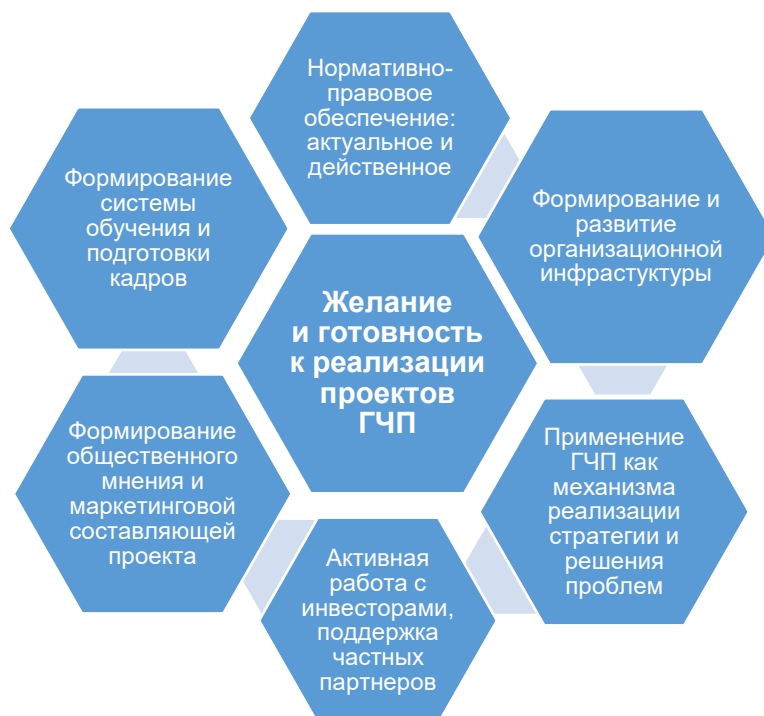 Нормативно-
правовое
обеспечение:
актуальное и
действенное
Формирование и
развитие
организационной
инфрастуктуры
Применение
ГЧП как
механизма
реализации
стратегии и
решения
проблем
Активная
работа с
инвесторами,
поддержка
частных
партнеров
Формирование
общественного
мнения и
маркетинговой
составляющей
проекта
Формирование
системы
обучения и
подготовки
кадров
Желание
и готовность
к реализации
проектов
ГЧП